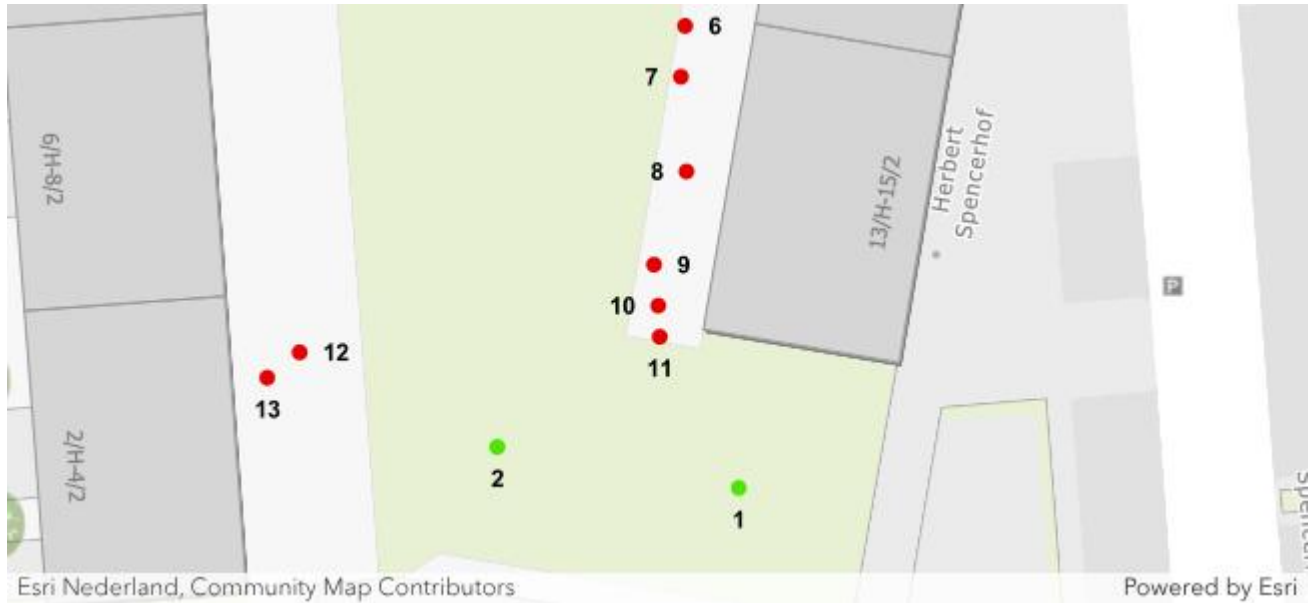 6
7
6/H-8/2
Herbert
Spencerhof
8
13/H-15/2
9
10
P
12
11
13
2/H-4/2
2
1
Esri Nederland, Community Map Contributors
Powered by Esri